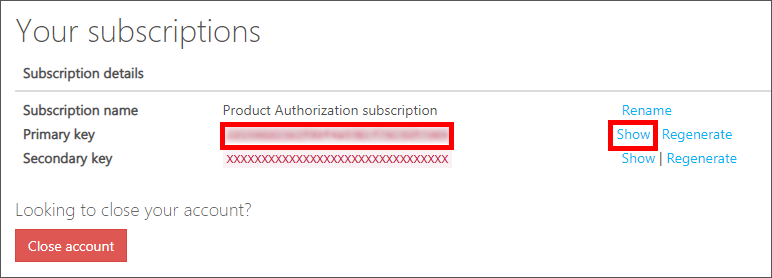 Your subscriptions
Subscription details
Subscription name Product Authorization subscription Rename
Primary key Show Regenerate
Secondary key XXXXXXXXXXXXXXXXXXXXXXXXXXXXXXXX Show | Regenerate
Looking to close your account?
Close account